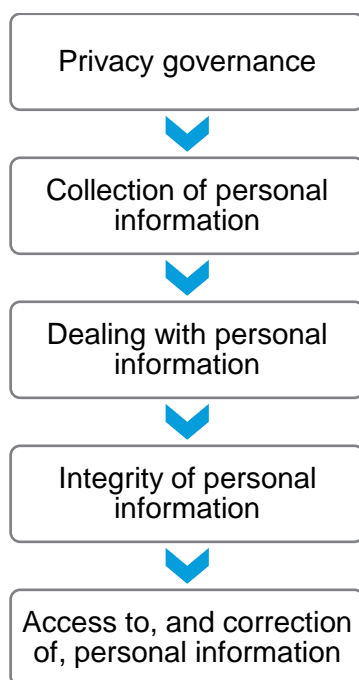 Privacy governance
Collection of personal
information
Dealing with personal
information
Integrity of personal
information
Access to, and correction
of, personal information